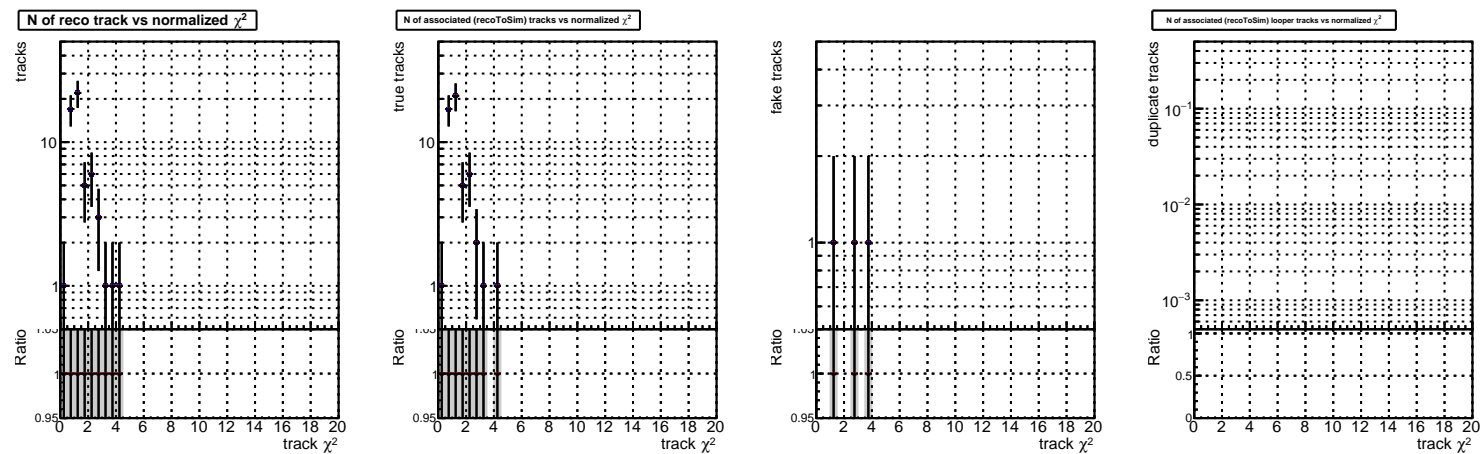 N of reco track vs normalized χ²
tracks
10
1
Ratio
1.05
1
0.95
0 2 4 6 8 10 12 14 16 18 20
track χ²
N of associated (recoToSim) tracks vs normalized χ²
true tracks
10
1
Ratio
1.05
1
0.95
0 2 4 6 8 10 12 14 16 18 20
track χ²
fake tracks
1
Ratio
1.05
1
0.95
0 2 4 6 8 10 12 14 16 18 20
track χ²
N of associated (recoToSim) looper tracks vs normalized χ²
duplicate tracks
10⁻¹
10⁻²
10⁻³
Ratio
1
0.5
0
0 2 4 6 8 10 12 14 16 18 20
track χ²